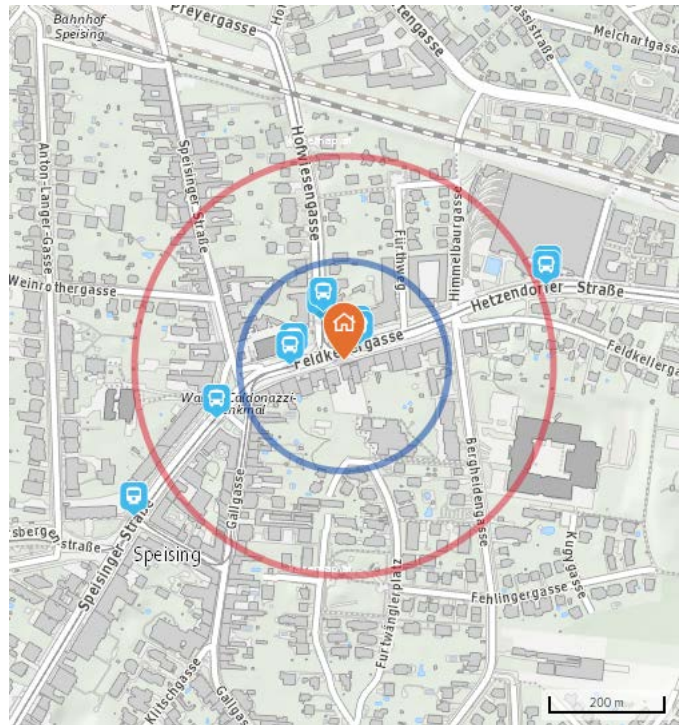 Bahnhof
Speising
Preyergasse
Melchartgasse
Anton-Langer-Gasse
Speisinger Straße
Hofwiesengasse
Fürthweg
Himmelbaurgasse
Weinrothergasse
Hetzendorfer Straße
Feldkellergasse
Gallgasse
Bergheidengasse
Speisinger Straße
Speising
Kugygasse
Fehlingergasse
Furtwänglerplatz
Klitschgasse
Gallgasse
200 m